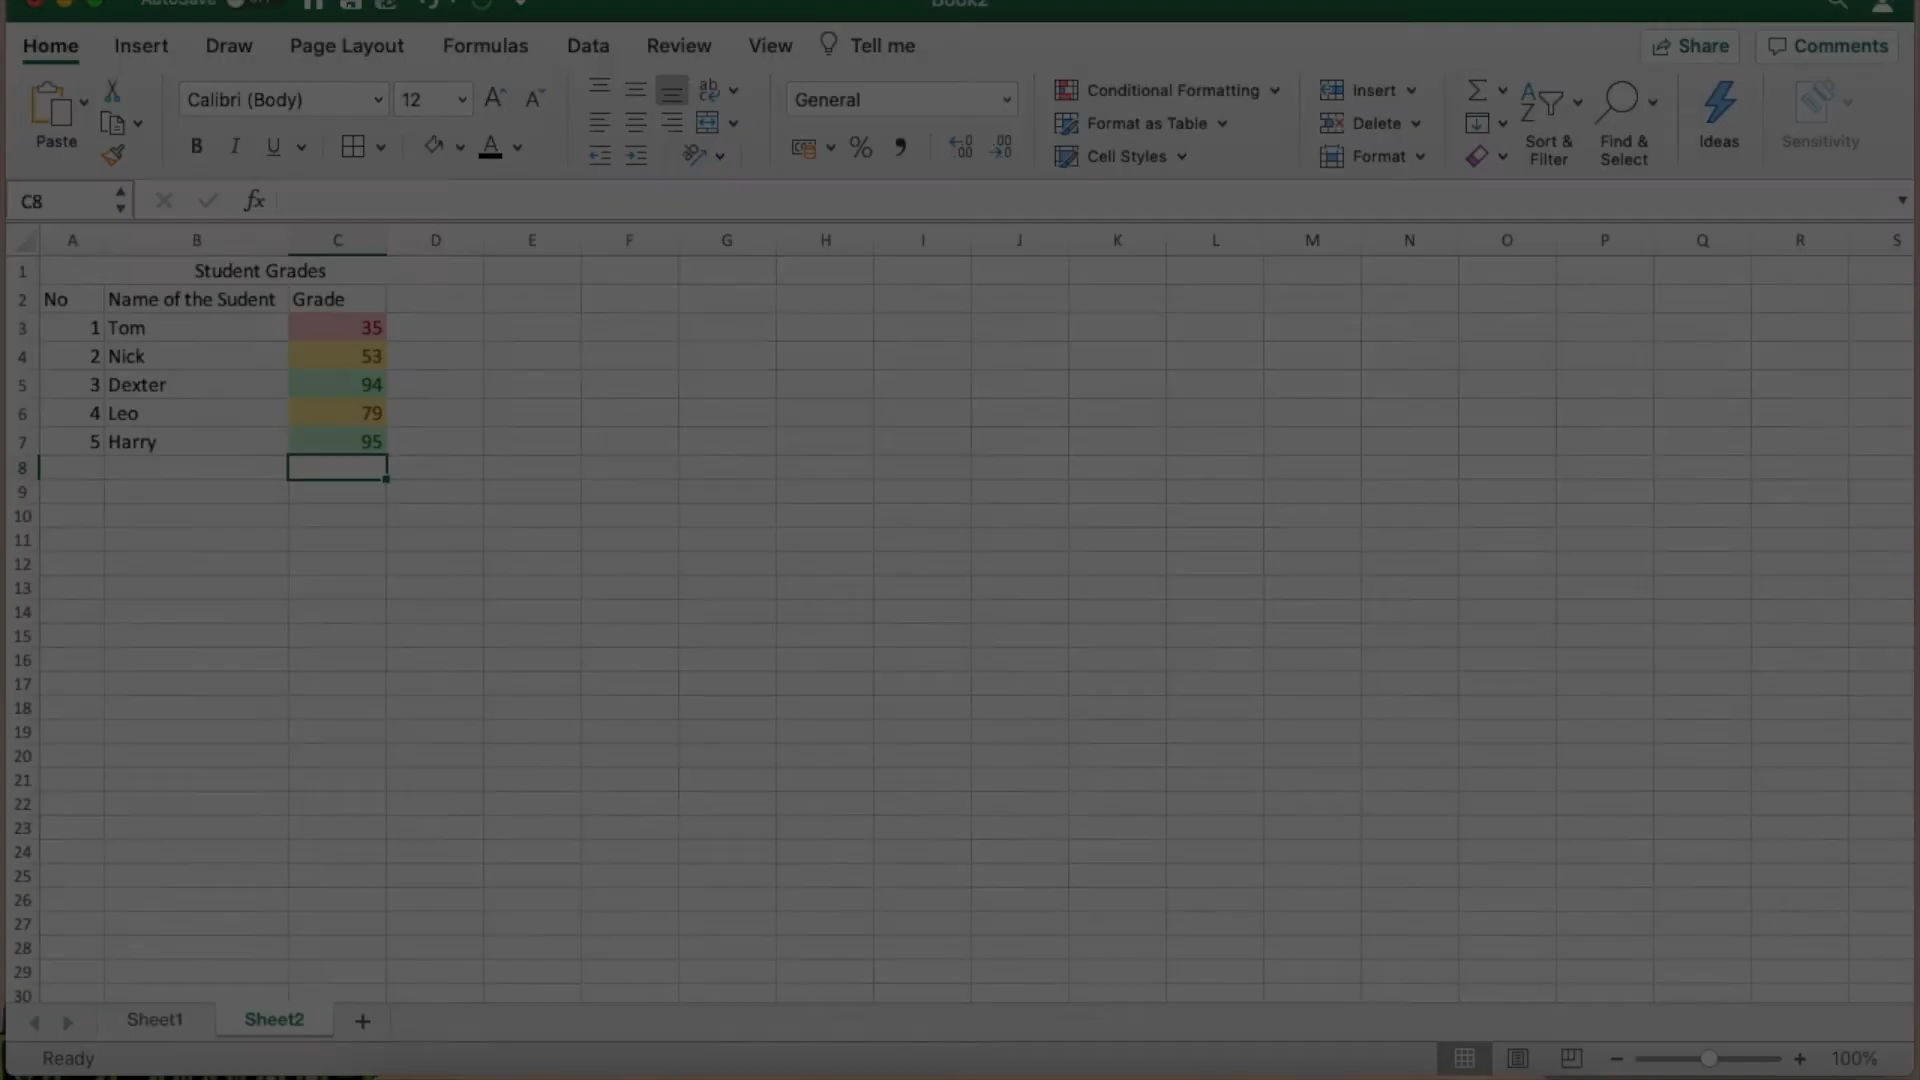 AutoSave
Book2
Home Insert Draw Page Layout Formulas Data Review View Tell me Share Comments
Paste
Calibri (Body) 12
B I U A
ab
General
%
Conditional Formatting
Format as Table
Cell Styles
Insert
Delete
Format
Sort &
Filter
Find &
Select
Ideas
Sensitivity
C8 fx
A B C D E F G H I J K L M N O P Q R S
1 Student Grades
2 No Name of the Sudent Grade
3 1 Tom 35
4 2 Nick 53
5 3 Dexter 94
6 4 Leo 79
7 5 Harry 95
8
9
10
11
12
13
14
15
16
17
18
19
20
21
22
23
24
25
26
27
28
29
30
Sheet1 Sheet2 +
Ready
100%